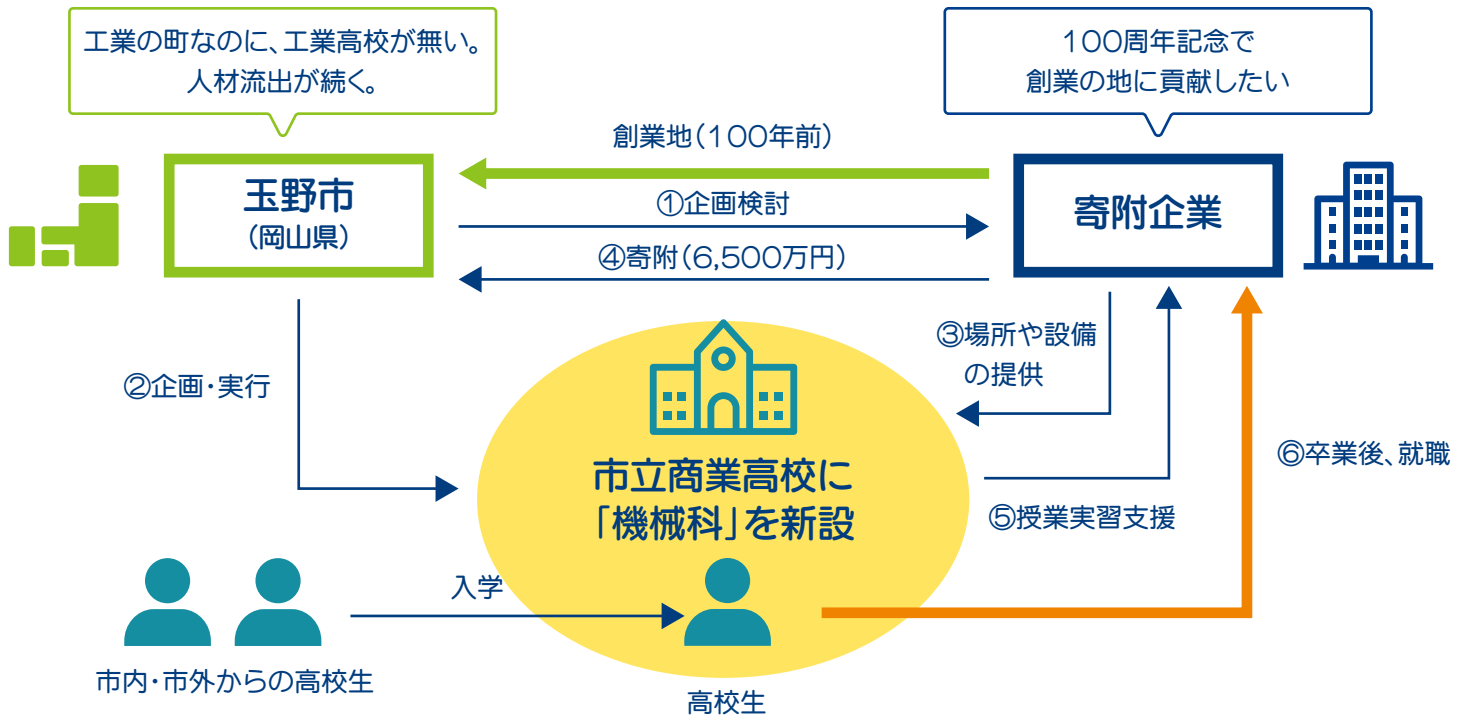 工業の町なのに、工業高校が無い。
人材流出が続く。
100周年記念で
創業の地に貢献したい
創業地(100年前)
玉野市
(岡山県)
①企画検討
寄附企業
④寄附(6,500万円)
②企画・実行
③場所や設備
の提供
市立商業高校に
「機械科」を新設
⑥卒業後、就職
⑤授業実習支援
入学
市内・市外からの高校生
高校生